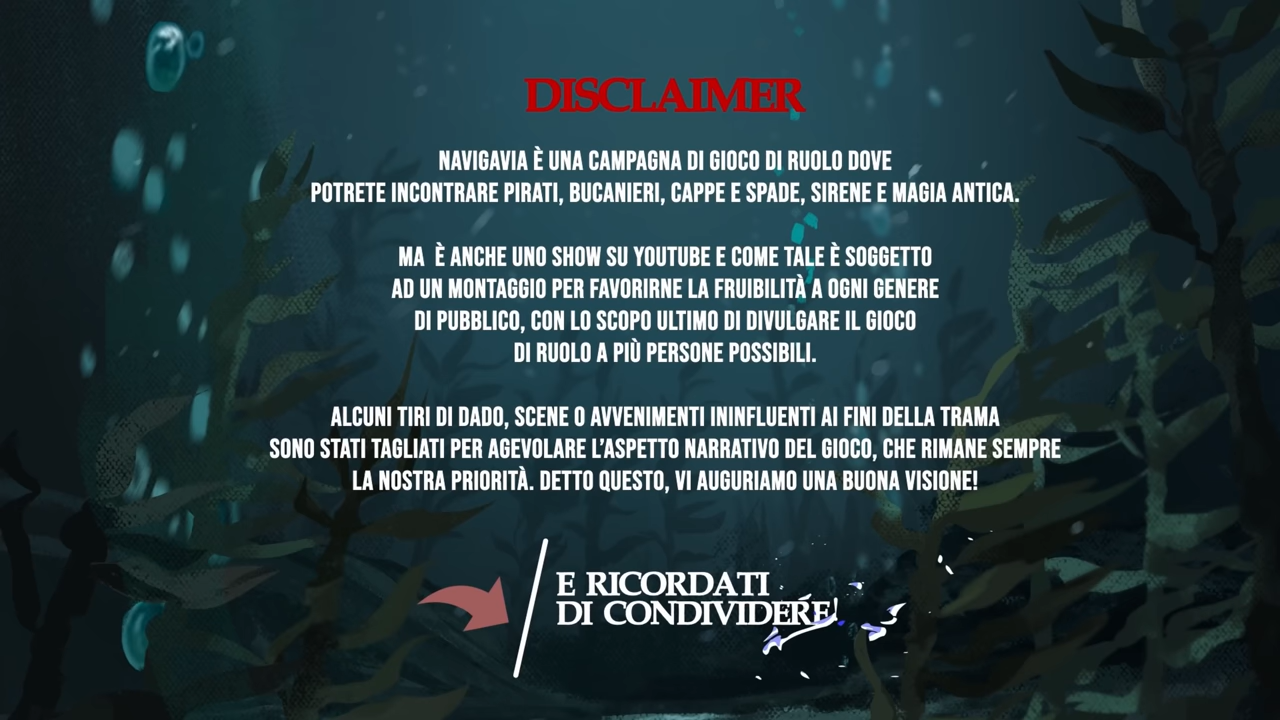 DISCLAIMER
NAVIGAVIA È UNA CAMPAGNA DI GIOCO DI RUOLO DOVE
POTRETE INCONTRARE PIRATI, BUCANIERI, CAPPE E SPADE, SIRENE E MAGIA ANTICA.
MA È ANCHE UNO SHOW SU YOUTUBE E COME TALE È SOGGETTO
AD UN MONTAGGIO PER FAVORIRNE LA FRUIBILITÀ A OGNI GENERE
DI PUBBLICO, CON LO SCOPO ULTIMO DI DIVULGARE IL GIOCO
DI RUOLO A PIÙ PERSONE POSSIBILI.
ALCUNI TIRI DI DADO, SCENE O AVVENIMENTI ININFLUENTI AI FINI DELLA TRAMA
SONO STATI TAGLIATI PER AGEVOLARE L'ASPETTO NARRATIVO DEL GIOCO, CHE RIMANE SEMPRE
LA NOSTRA PRIORITÀ. DETTO QUESTO, VI AUGURIAMO UNA BUONA VISIONE!
E RICORDATI
DI CONDIVIDERE!